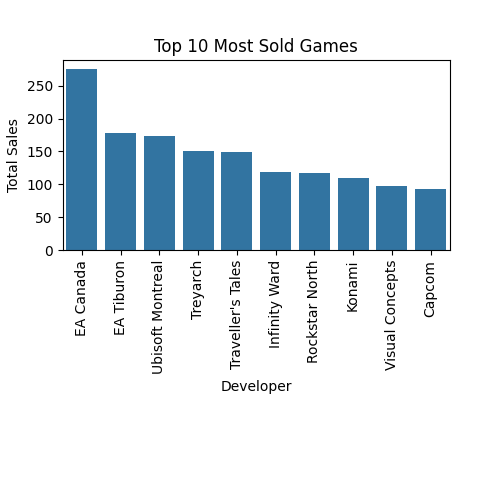 Top 10 Most Sold Games
Total Sales
250
200
150
100
50
0
EA Canada
EA Tiburon
Ubisoft Montreal
Treyarch
Traveller's Tales
Infinity Ward
Rockstar North
Konami
Visual Concepts
Capcom
Developer